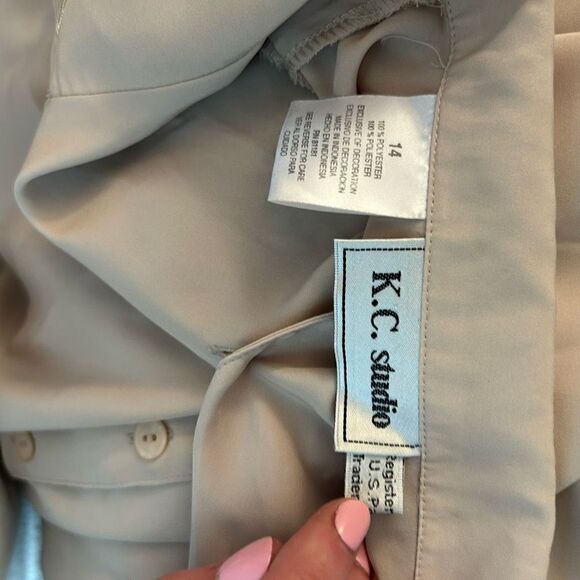 14
100 % POLYESTER
EXCLUSIVE OF DECORATION
100 % POLIESTER
EXCLUSIVO DE DECORACION
MADE IN INDONESIA
HECHO EN INDONESIA
RN 81181
SEE REVERSE FOR CARE
VER AL DORSO PARA
CUIDADO
K.C. studio
Register
U.S. P
Trade